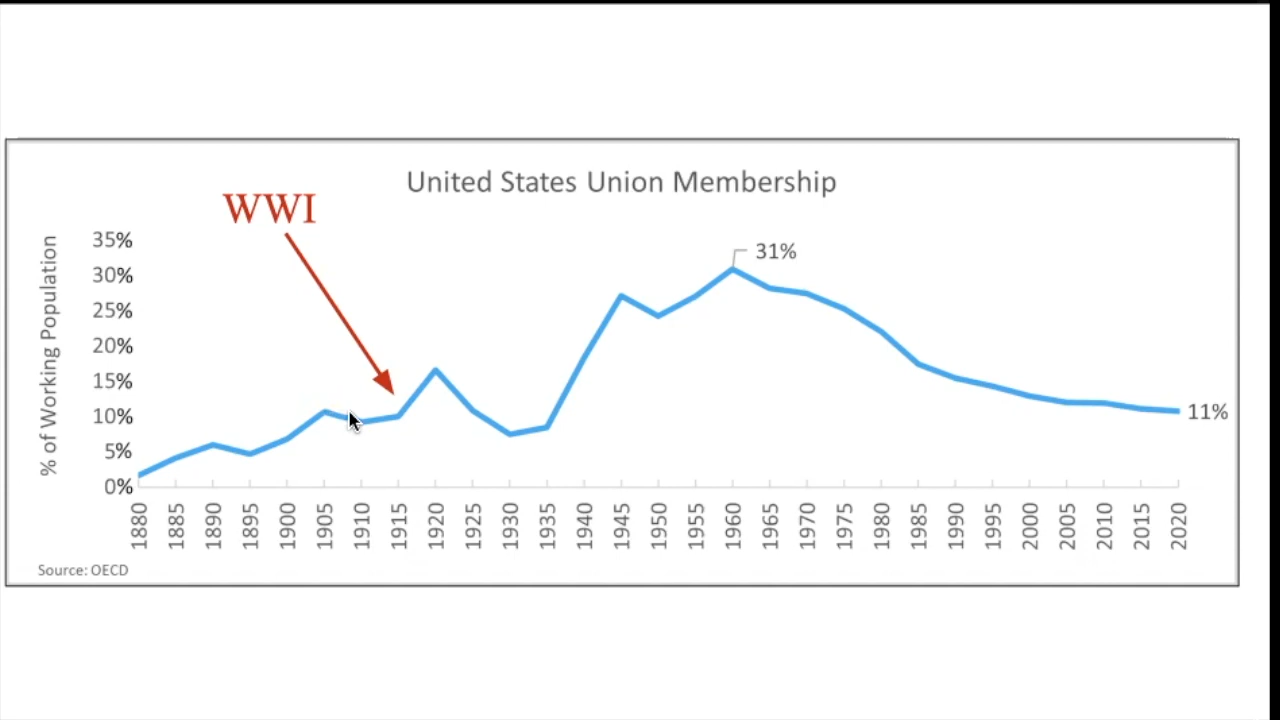 United States Union Membership
WWI
% of Working Population
35%
30%
25%
20%
15%
10%
5%
0%
31%
11%
1880 1885 1890 1895 1900 1905 1910 1915 1920 1925 1930 1935 1940 1945 1950 1955 1960 1965 1970 1975 1980 1985 1990 1995 2000 2005 2010 2015 2020
Source: OECD